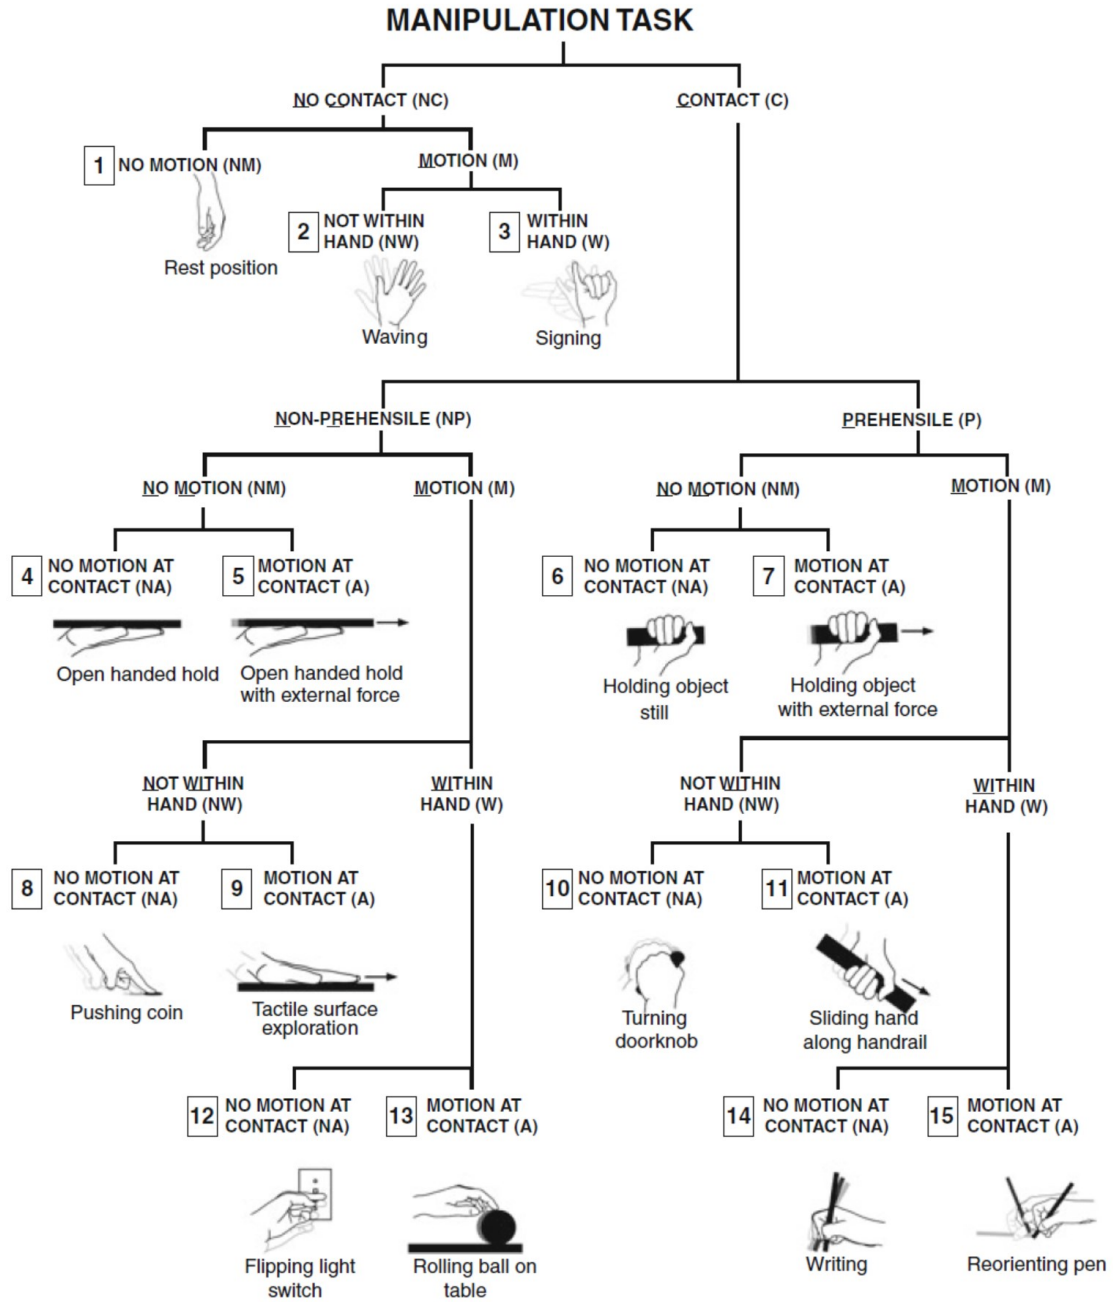 MANIPULATION TASK
NO CONTACT (NC)
CONTACT (C)
1 NO MOTION (NM)
MOTION (M)
Rest position
2 NOT WITHIN
HAND (NW)
3 WITHIN
HAND (W)
Waving
Signing
NON-PREHENSILE (NP)
PREHENSILE (P)
NO MOTION (NM)
MOTION (M)
NO MOTION (NM)
MOTION (M)
4 NO MOTION AT
CONTACT (NA)
5 MOTION AT
CONTACT (A)
6 NO MOTION AT
CONTACT (NA)
7 MOTION AT
CONTACT (A)
Open handed hold
Open handed hold
with external force
Holding object
still
Holding object
with external force
NOT WITHIN
HAND (NW)
WITHIN
HAND (W)
NOT WITHIN
HAND (NW)
WITHIN
HAND (W)
8 NO MOTION AT
CONTACT (NA)
9 MOTION AT
CONTACT (A)
10 NO MOTION AT
CONTACT (NA)
11 MOTION AT
CONTACT (A)
Pushing coin
Tactile surface
exploration
Turning
doorknob
Sliding hand
along handrail
12 NO MOTION AT
CONTACT (NA)
13 MOTION AT
CONTACT (A)
14 NO MOTION AT
CONTACT (NA)
15 MOTION AT
CONTACT (A)
Flipping light
switch
Rolling ball on
table
Writing
Reorienting pen